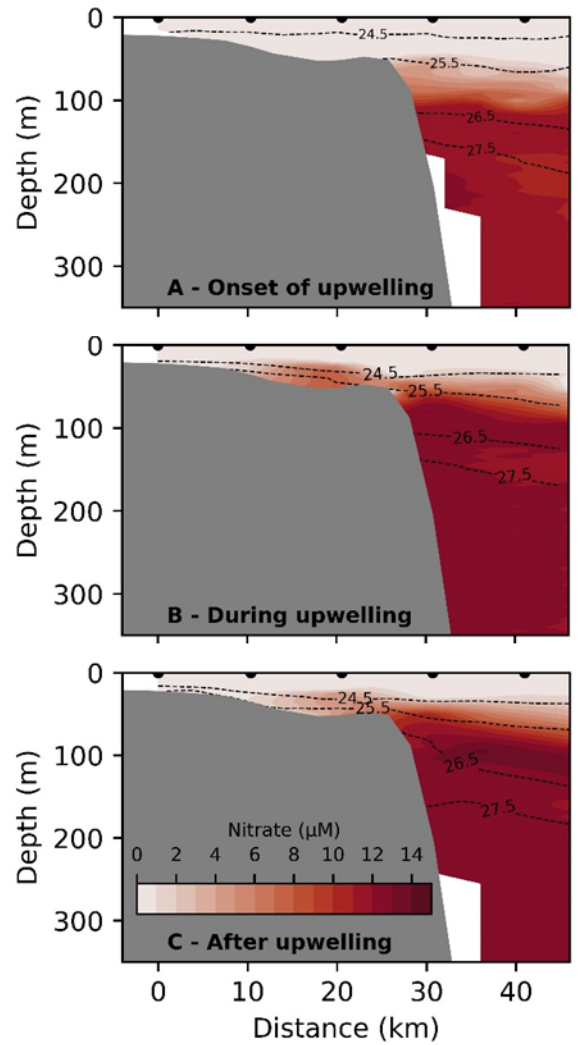 0
100
200
300
Depth (m)
24.5
25.5
26.5
27.5
A - Onset of upwelling
0
100
200
300
Depth (m)
24.5
25.5
26.5
27.5
B - During upwelling
0
100
200
300
Depth (m)
24.5
25.5
26.5
27.5
Nitrate (μM)
0 2 4 6 8 10 12 14
C - After upwelling
0 10 20 30 40
Distance (km)